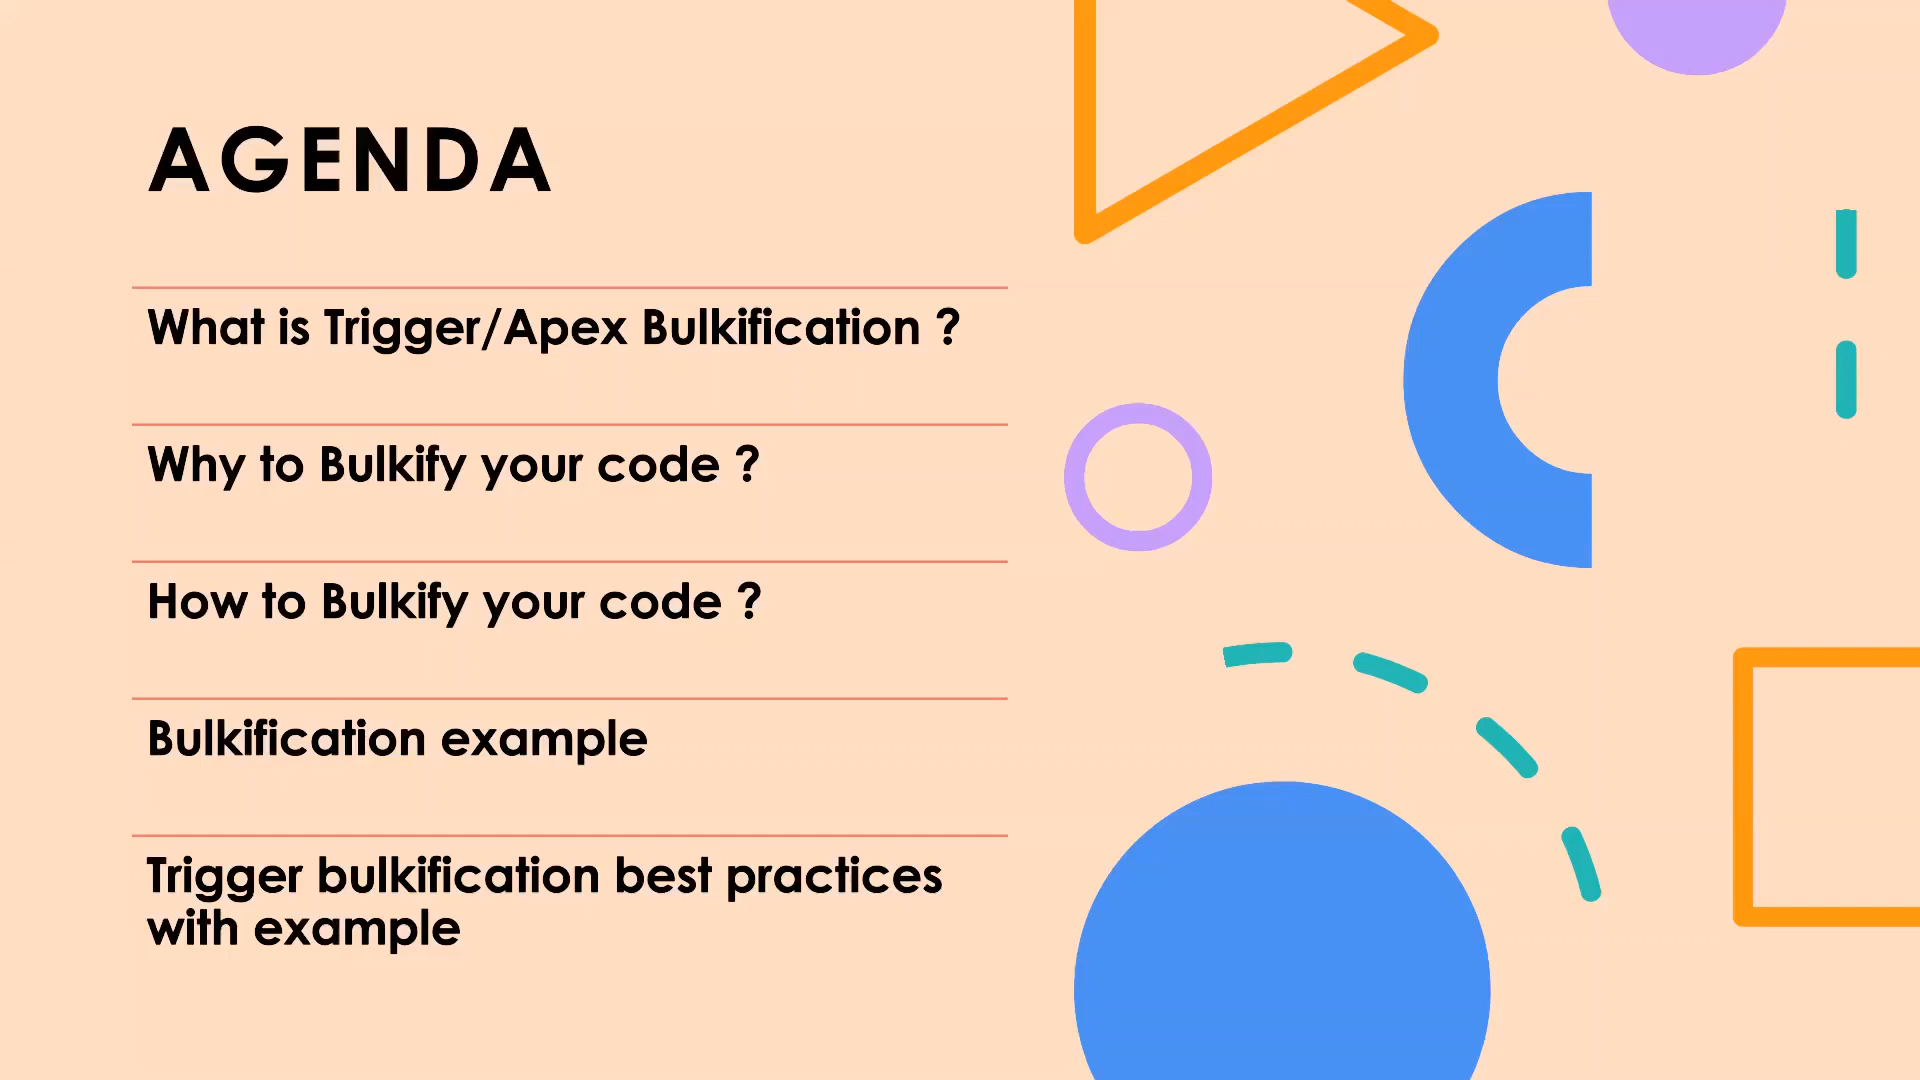 AGENDA
What is Trigger/Apex Bulkification ?
Why to Bulkify your code ?
How to Bulkify your code ?
Bulkification example
Trigger bulkification best practices
with example